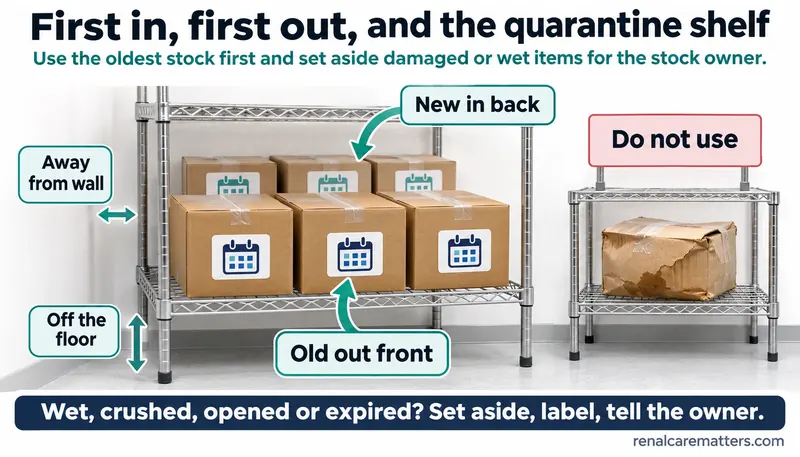 First in, first out, and the quarantine shelf
Use the oldest stock first and set aside damaged or wet items for the stock owner.
New in back
Do not use
Away
from wall
Off the
floor
Old out front
Wet, crushed, opened or expired? Set aside, label, tell the owner.
renalcarematters.com